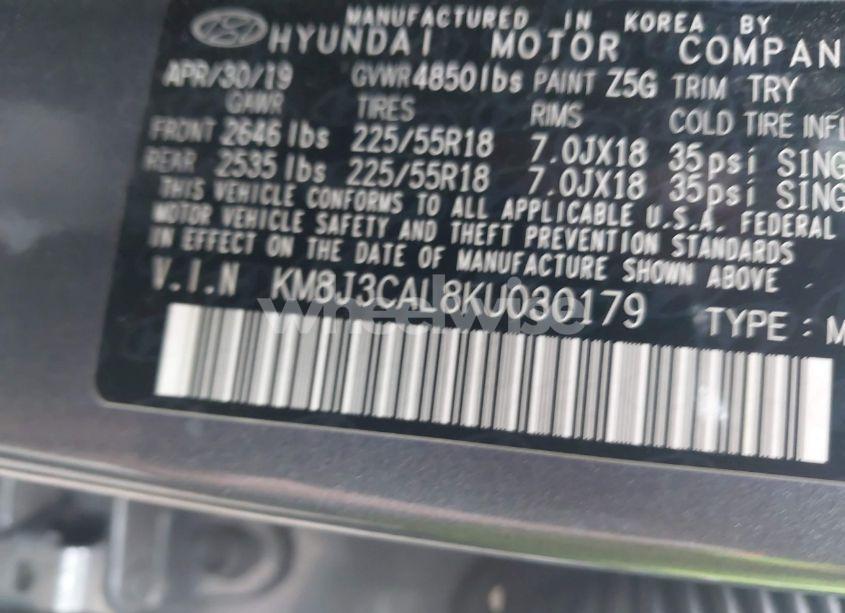 MANUFACTURED IN KOREA BY
HYUNDAI MOTOR COMPAN
APR/30/19 GVWR 4850lbs PAINT Z5G TRIM TRY
GAWR TIRES RIMS COLD TIRE INFL
FRONT 2646 lbs 225/55R18 7.0JX18 35psi SING
REAR 2535 lbs 225/55R18 7.0JX18 35psi SING
THIS VEHICLE CONFORMS TO ALL APPLICABLE U.S.A. FEDERAL
MOTOR VEHICLE SAFETY AND THEFT PREVENTION STANDARDS
IN EFFECT ON THE DATE OF MANUFACTURE SHOWN ABOVE.
V.I.N KM8J3CAL8KU030179 TYPE : M
wheelwise